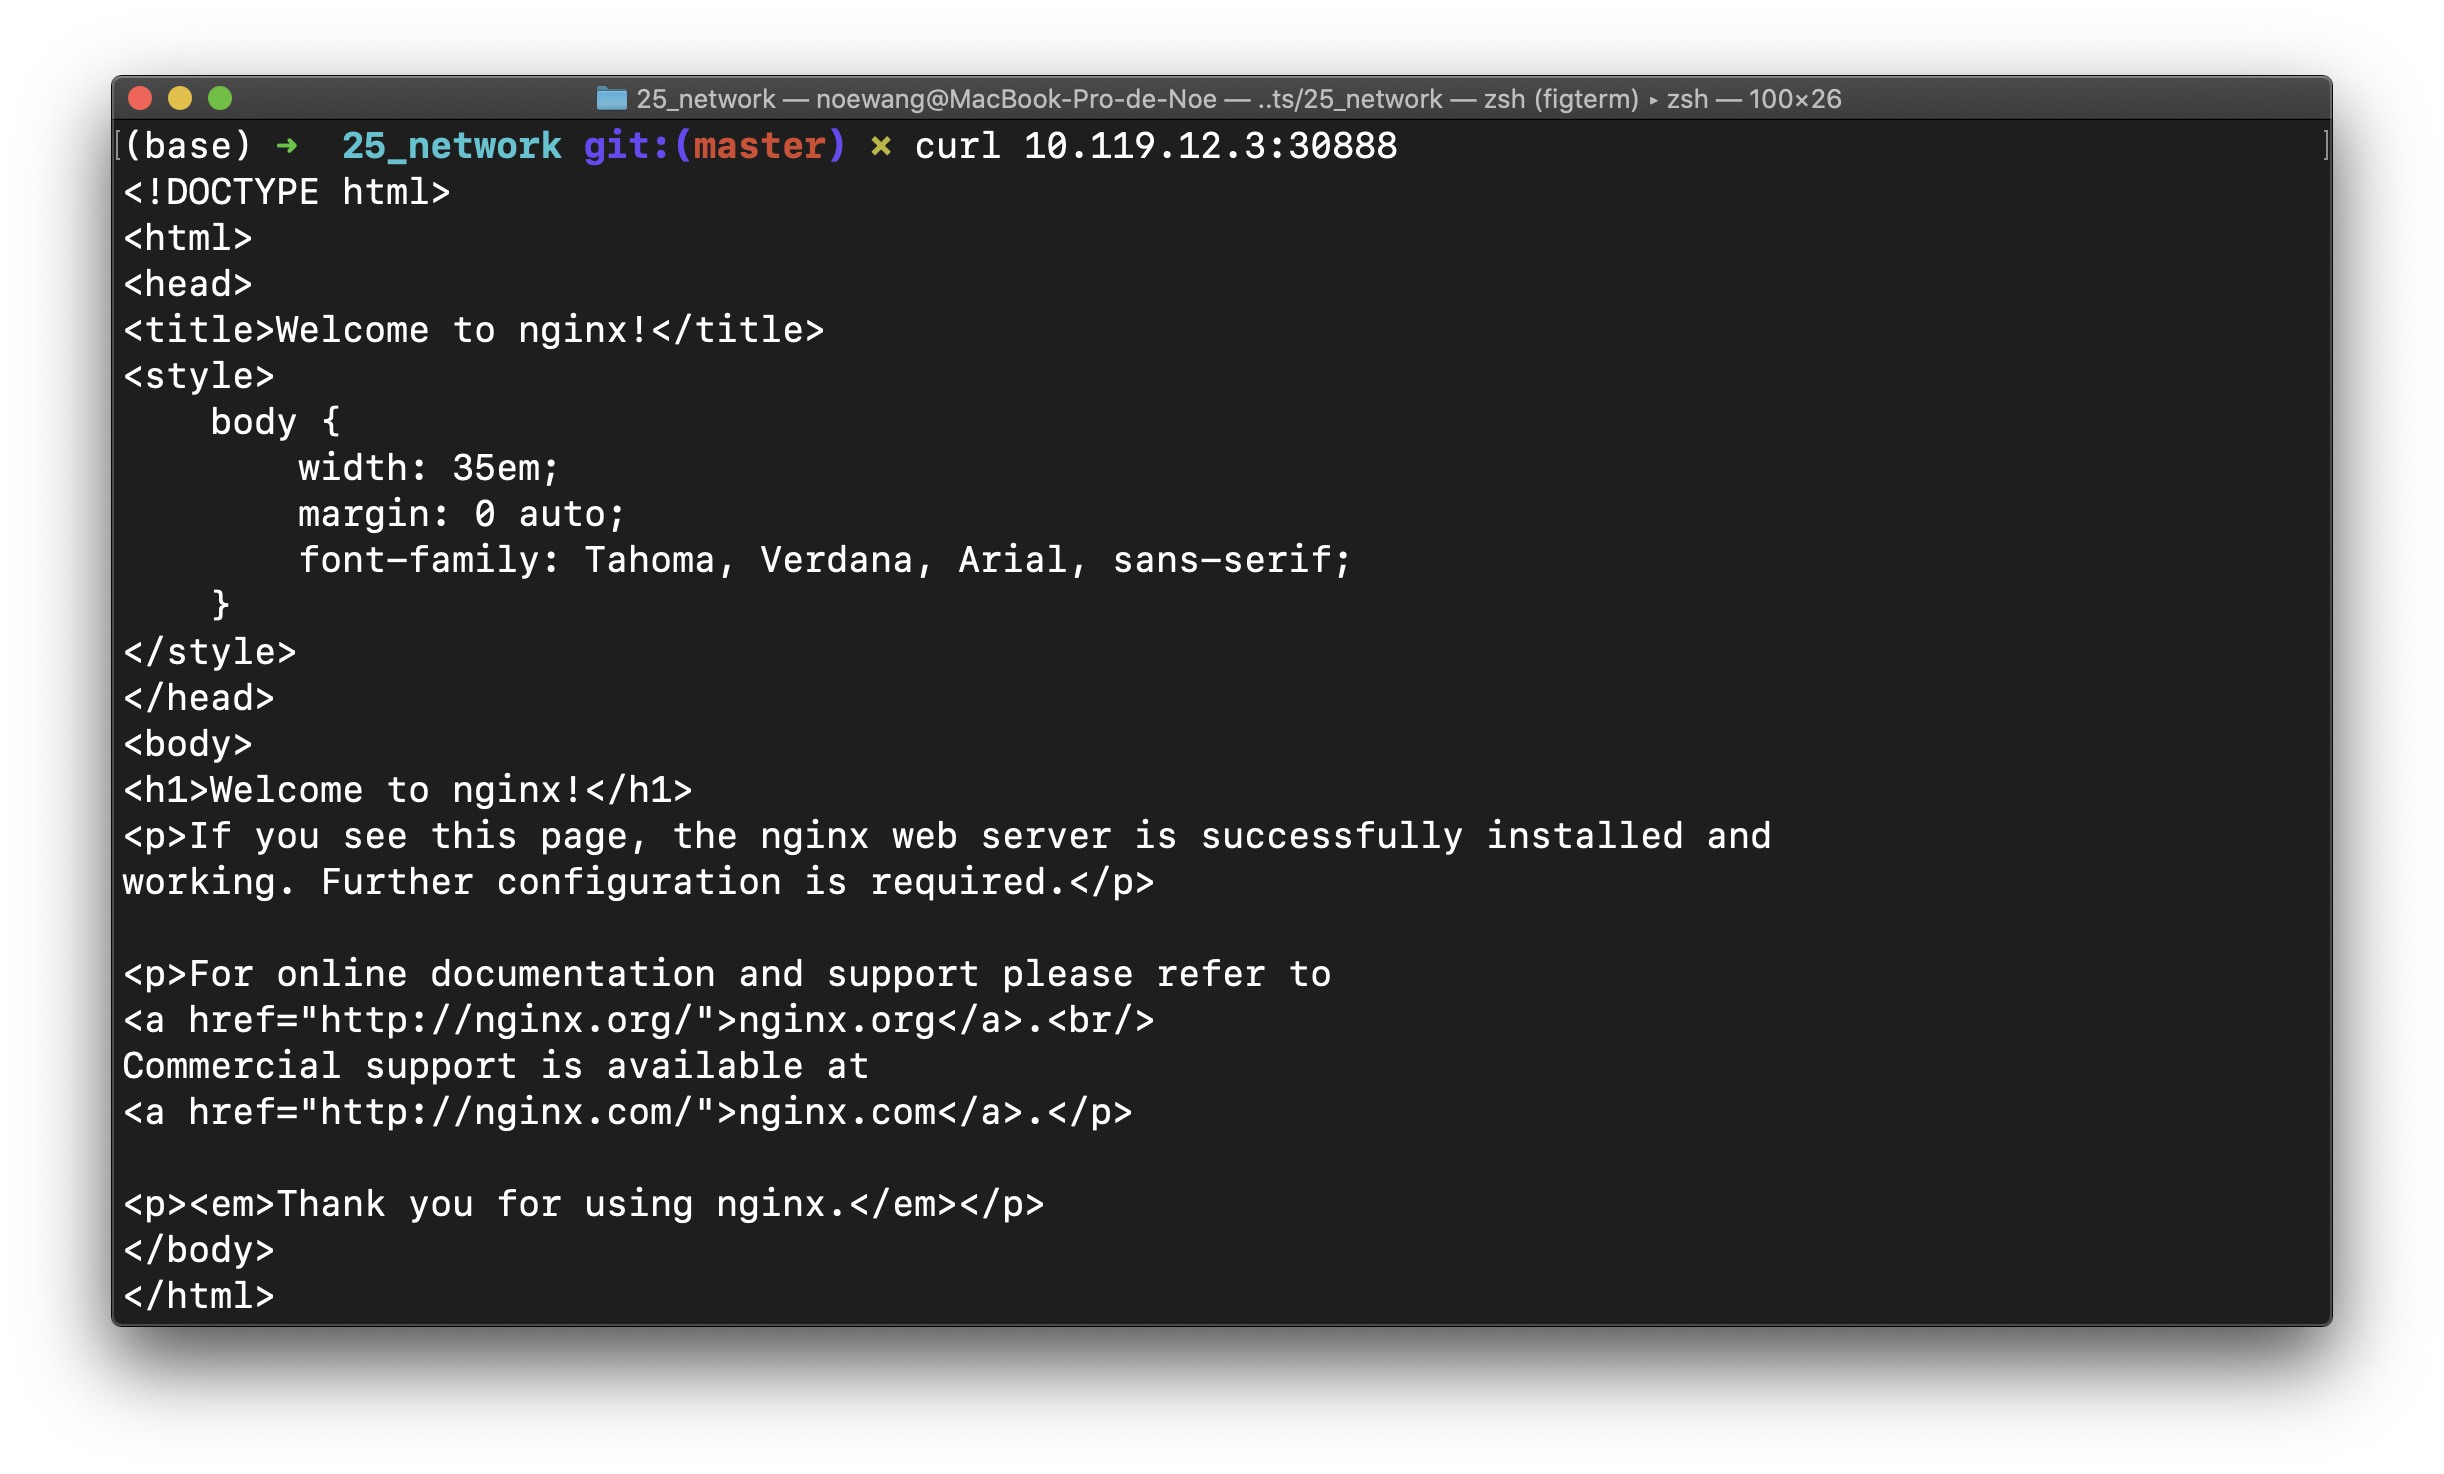 25_network — noewang@MacBook-Pro-de-Noe — ..ts/25_network — zsh (figterm) ▸ zsh — 100×26
[(base) ➜  25_network git:(master) ✗ curl 10.119.12.3:30888 ]
<!DOCTYPE html>
<html>
<head>
<title>Welcome to nginx!</title>
<style>
    body {
        width: 35em;
        margin: 0 auto;
        font-family: Tahoma, Verdana, Arial, sans-serif;
    }
</style>
</head>
<body>
<h1>Welcome to nginx!</h1>
<p>If you see this page, the nginx web server is successfully installed and
working. Further configuration is required.</p>

<p>For online documentation and support please refer to
<a href="http://nginx.org/">nginx.org</a>.<br/>
Commercial support is available at
<a href="http://nginx.com/">nginx.com</a>.</p>

<p><em>Thank you for using nginx.</em></p>
</body>
</html>